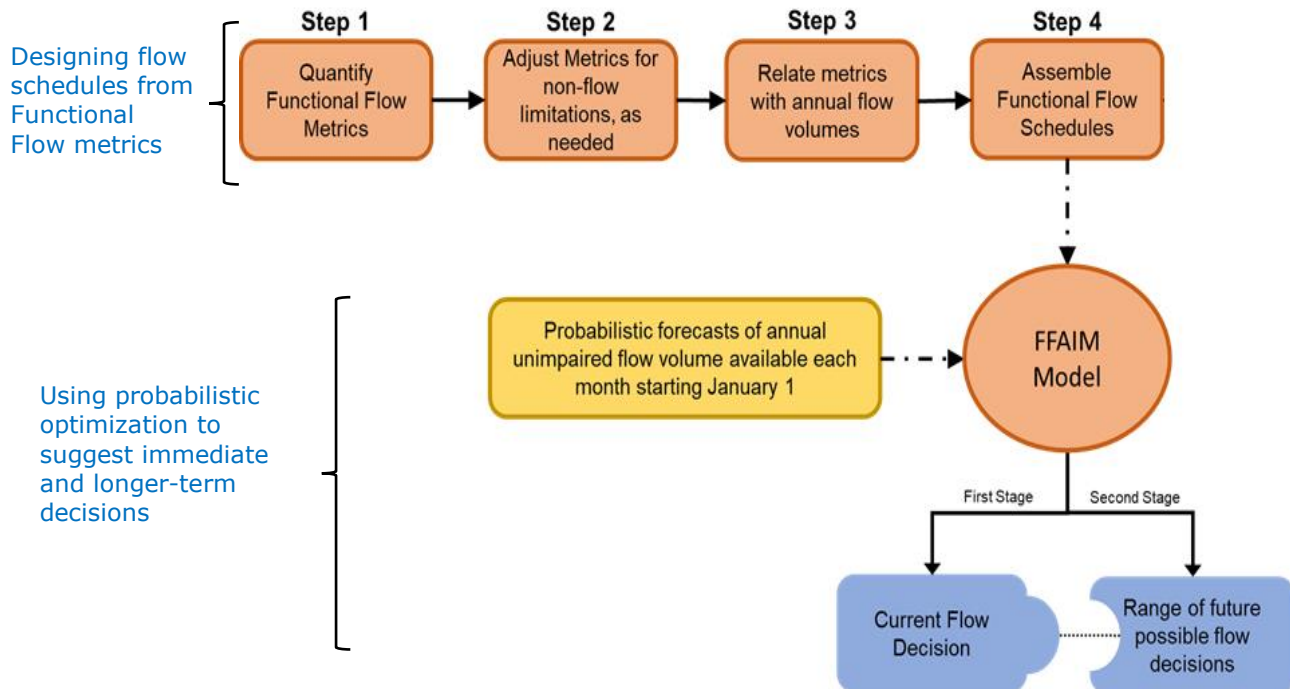 Designing flow
schedules from
Functional
Flow metrics
Step 1
Quantify
Functional Flow
Metrics
Step 2
Adjust Metrics for
non-flow
limitations, as
needed
Step 3
Relate metrics
with annual flow
volumes
Step 4
Assemble
Functional Flow
Schedules
Using probabilistic
optimization to
suggest immediate
and longer-term
decisions
Probabilistic forecasts of annual
unimpaired flow volume available each
month starting January 1
FFAIM
Model
First Stage
Second Stage
Current Flow
Decision
Range of future
possible flow
decisions